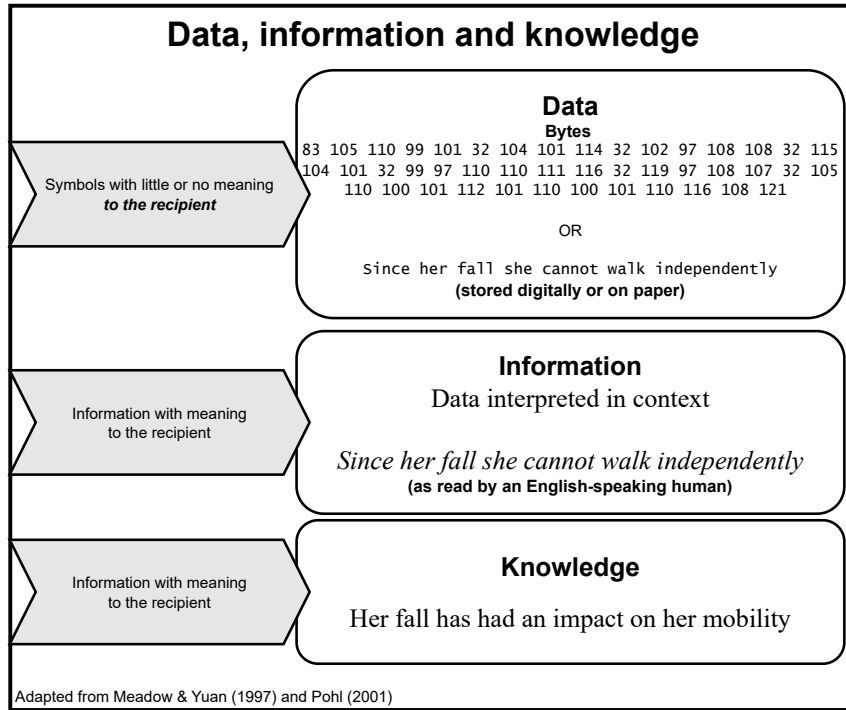 Data, information and knowledge
Symbols with little or no meaning
to the recipient
Data
Bytes
83 105 110 99 101 32 104 101 114 32 102 97 108 108 32 115
104 101 32 99 97 110 110 111 116 32 119 97 108 107 32 105
110 100 101 112 101 110 100 101 110 116 108 121
OR
Since her fall she cannot walk independently
(stored digitally or on paper)
Information with meaning
to the recipient
Information
Data interpreted in context
Since her fall she cannot walk independently
(as read by an English-speaking human)
Information with meaning
to the recipient
Knowledge
Her fall has had an impact on her mobility
Adapted from Meadow & Yuan (1997) and Pohl (2001)